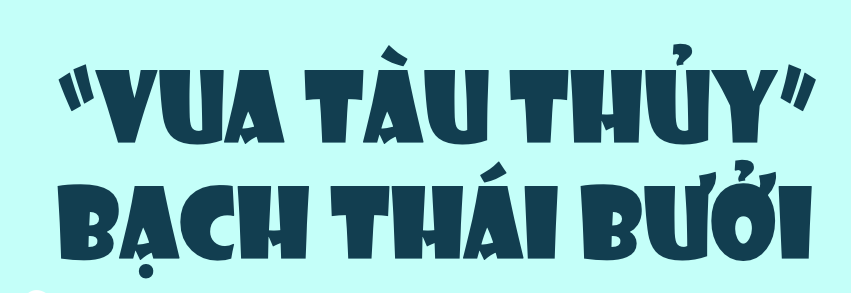 "VUA TÀU THỦY"
BẠCH THÁI BƯỞI